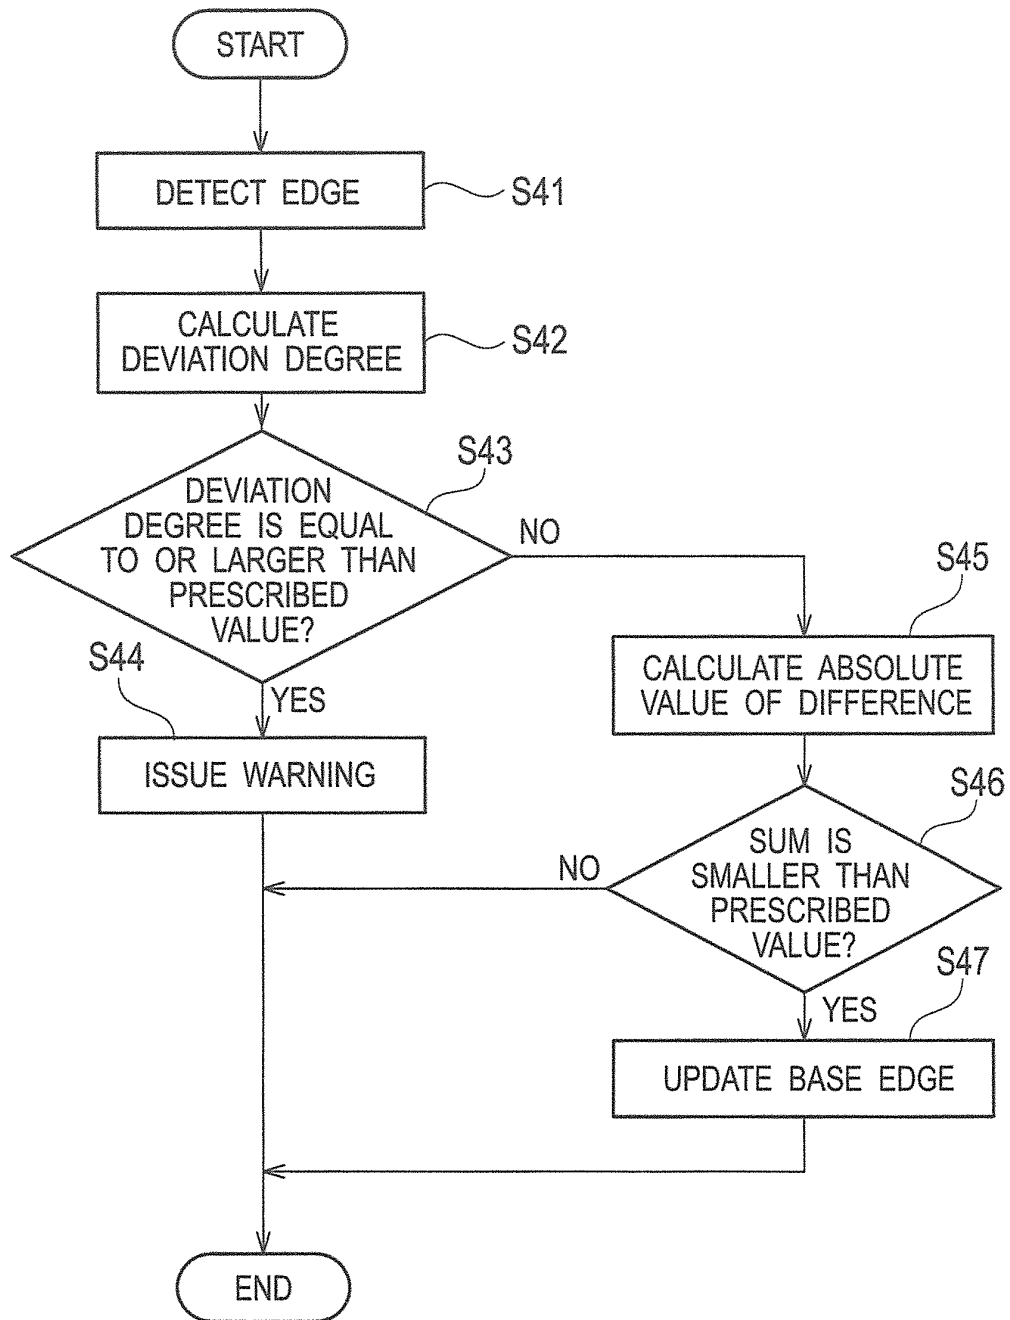 START
DETECT EDGE
S41
CALCULATE
DEVIATION DEGREE
S42
S43
DEVIATION
DEGREE IS EQUAL
TO OR LARGER THAN
PRESCRIBED
VALUE?
NO
S44
YES
ISSUE WARNING
S45
CALCULATE ABSOLUTE
VALUE OF DIFFERENCE
S46
SUM IS
SMALLER THAN
PRESCRIBED
VALUE?
NO
YES
S47
UPDATE BASE EDGE
END